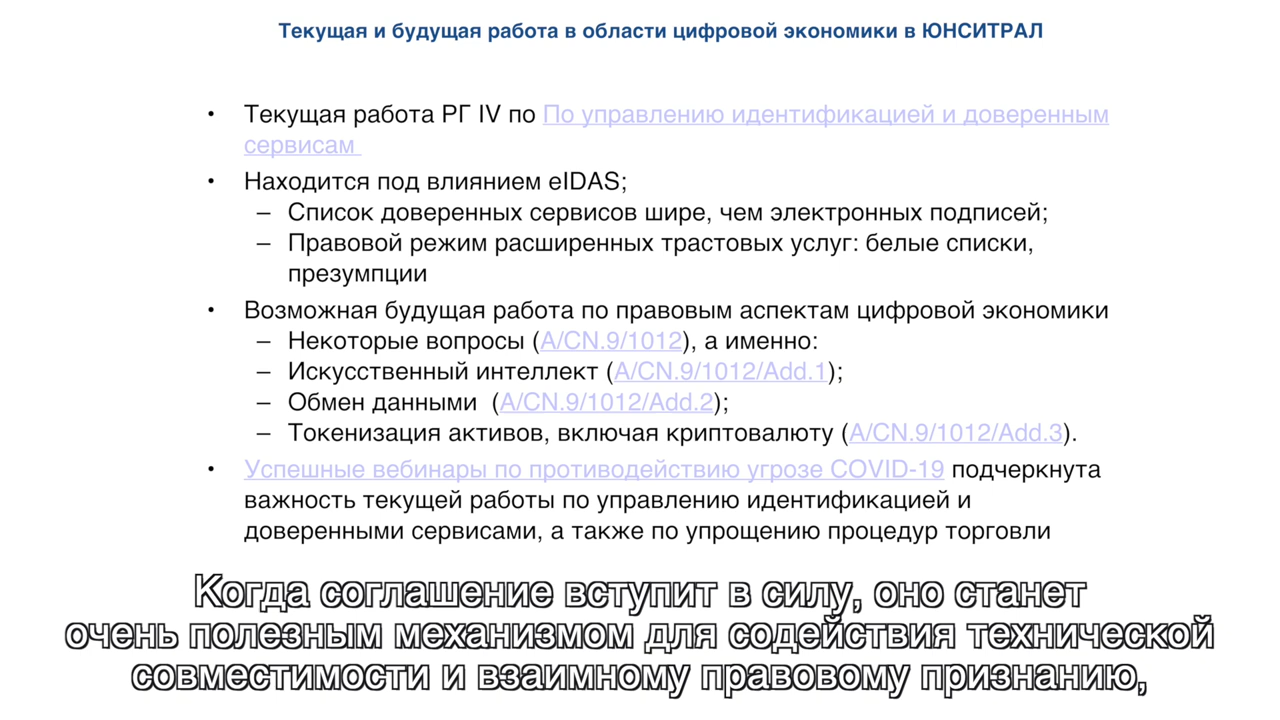 Текущая и будущая работа в области цифровой экономики в ЮНСИТРАЛ
• Текущая работа РГ IV по По управлению идентификацией и доверенным
сервисам
• Находится под влиянием eIDAS;
– Список доверенных сервисов шире, чем электронных подписей;
– Правовой режим расширенных трастовых услуг: белые списки,
презумпции
• Возможная будущая работа по правовым аспектам цифровой экономики
– Некоторые вопросы (A/CN.9/1012), а именно:
– Искусственный интеллект (A/CN.9/1012/Add.1);
– Обмен данными (A/CN.9/1012/Add.2);
– Токенизация активов, включая криптовалюту (A/CN.9/1012/Add.3).
• Успешные вебинары по противодействию угрозе COVID-19 подчеркнута
важность текущей работы по управлению идентификацией и
доверенными сервисами, а также по упрощению процедур торговли
Когда соглашение вступит в силу, оно станет
очень полезным механизмом для содействия технической
совместимости и взаимному правовому признанию,